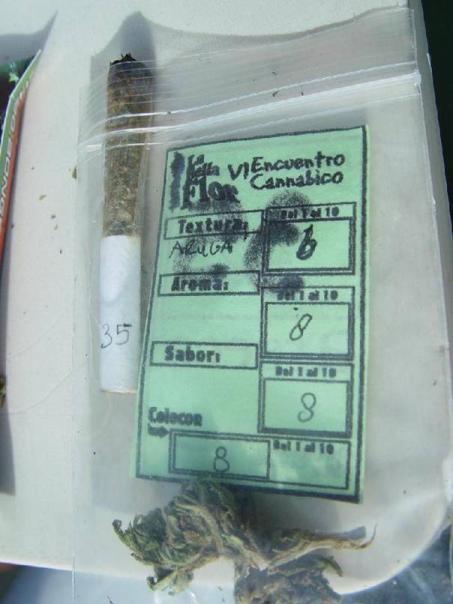 La
Bella
Flor
VI Encuentro
Cannabico
Textura:
Del 1 al 10
6
Aroma:
Del 1 al 10
8
Sabor:
Del 1 al 10
8
Colocon
Del 1 al 10
8
35